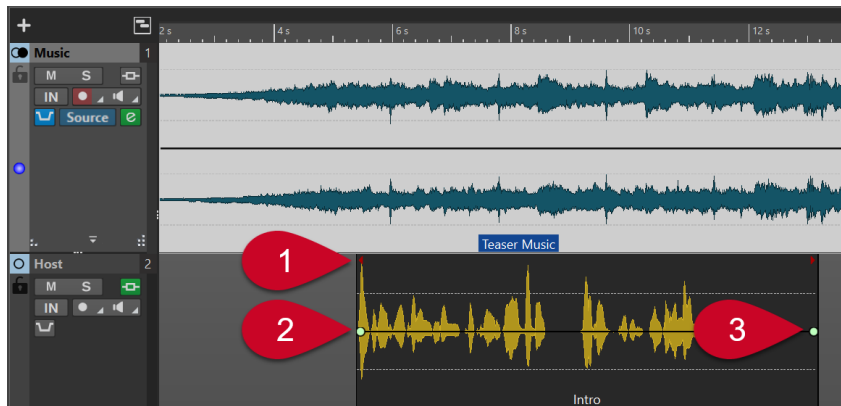 2 s 4 s 6 s 8 s 10 s 12 s
Music 1
M S
IN
Source e
Teaser Music
1
Host 2
M S
IN
2
3
Intro